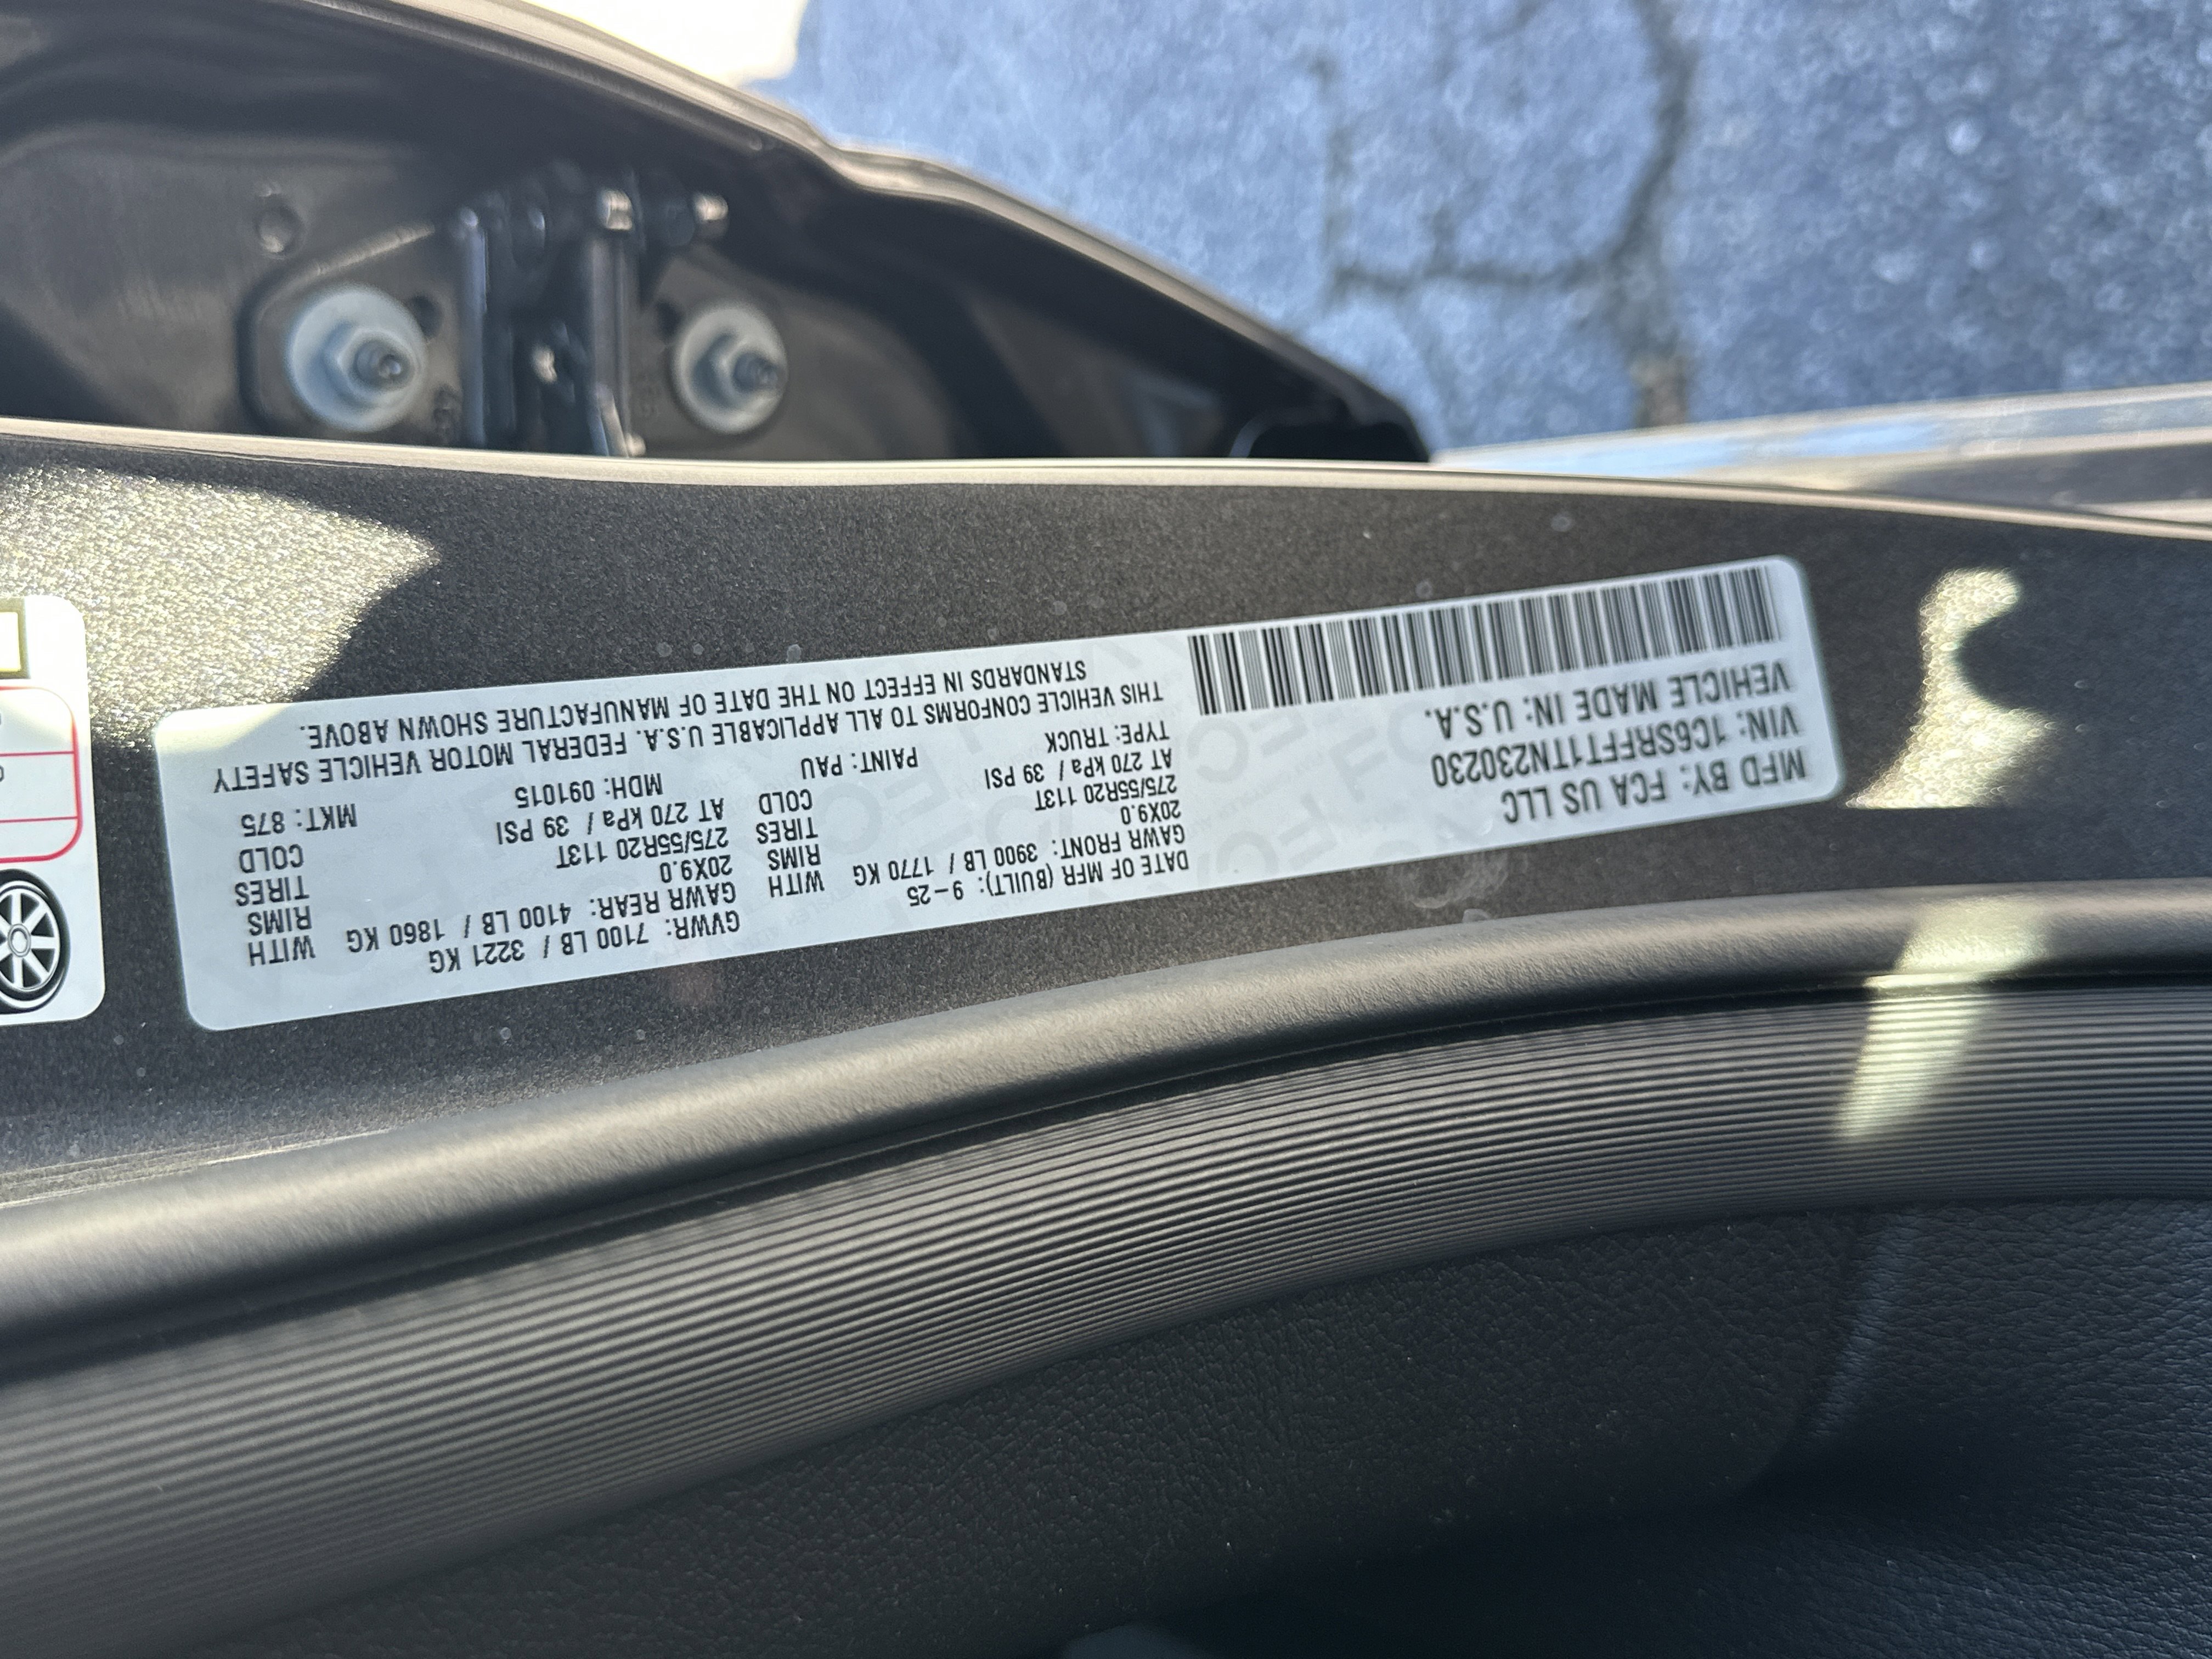 MFD BY: FCA US LLC
VIN: 1C6SRFFT1TN230230
VEHICLE MADE IN: U.S.A.
DATE OF MFR (BUILT): 9-25
GAWR FRONT: 3900 LB / 1770 KG WITH
20X9.0 RIMS
275/55R20 113T TIRES
AT 270 kPa / 39 PSI COLD
TYPE: TRUCK
PAINT: PAU
GVWR: 7100 LB / 3221 KG
GAWR REAR: 4100 LB / 1860 KG WITH
20X9.0 RIMS
275/55R20 113T TIRES
AT 270 kPa / 39 PSI COLD
MDH: 091015
MKT: 875
THIS VEHICLE CONFORMS TO ALL APPLICABLE U.S.A. FEDERAL MOTOR VEHICLE SAFETY
STANDARDS IN EFFECT ON THE DATE OF MANUFACTURE SHOWN ABOVE.